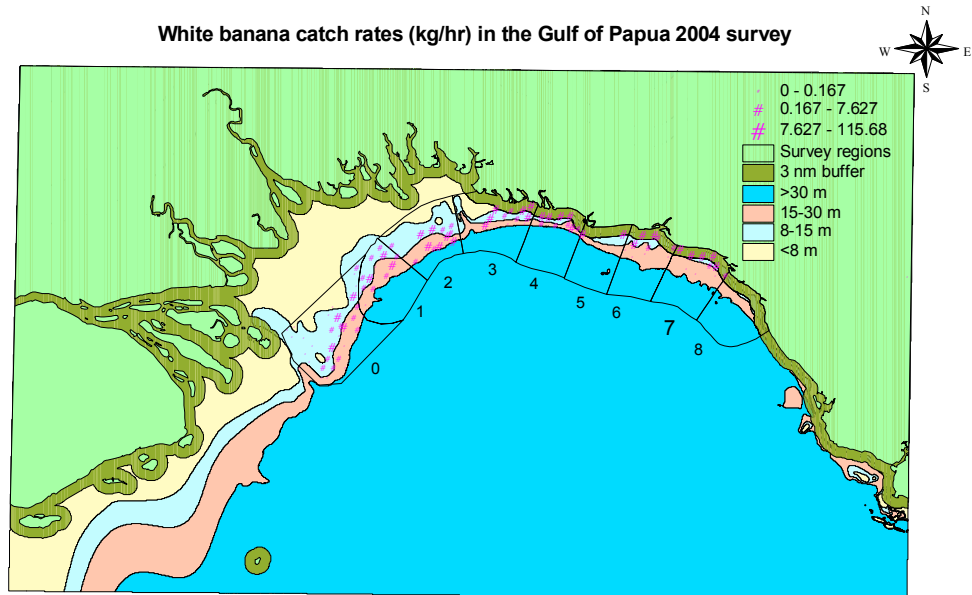 White banana catch rates (kg/hr) in the Gulf of Papua 2004 survey
N
W E
S
0 - 0.167
# 0.167 - 7.627
# 7.627 - 115.68
Survey regions
3 nm buffer
>30 m
15-30 m
8-15 m
<8 m
0
1
2
3
4
5
6
7
8